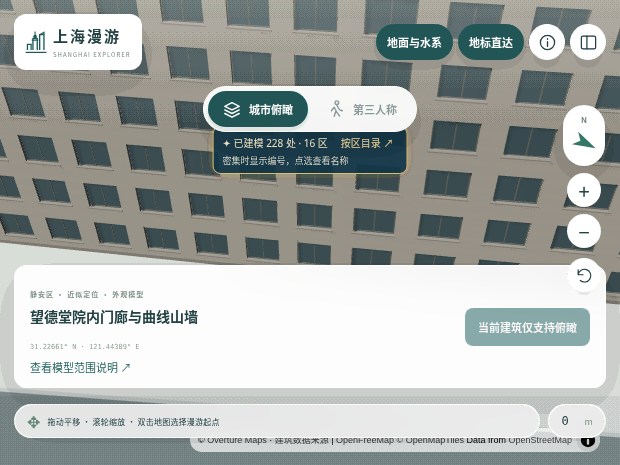 上海漫游
SHANGHAI EXPLORER
地面与水系
地标直达
城市俯瞰
第三人称
✦ 已建模 228 处 · 16 区 按区目录 ↗
密集时显示编号，点选查看名称
N
+
−
静安区 · 近似定位 · 外观模型
望德堂院内门廊与曲线山墙
31.22661° N · 121.44309° E
查看模型范围说明 ↗
当前建筑仅支持俯瞰
拖动平移 · 滚轮缩放 · 双击地图选择漫游起点
0 m
© Overture Maps · 建筑数据来源 | OpenFreeMap © OpenMapTiles Data from OpenStreetMap